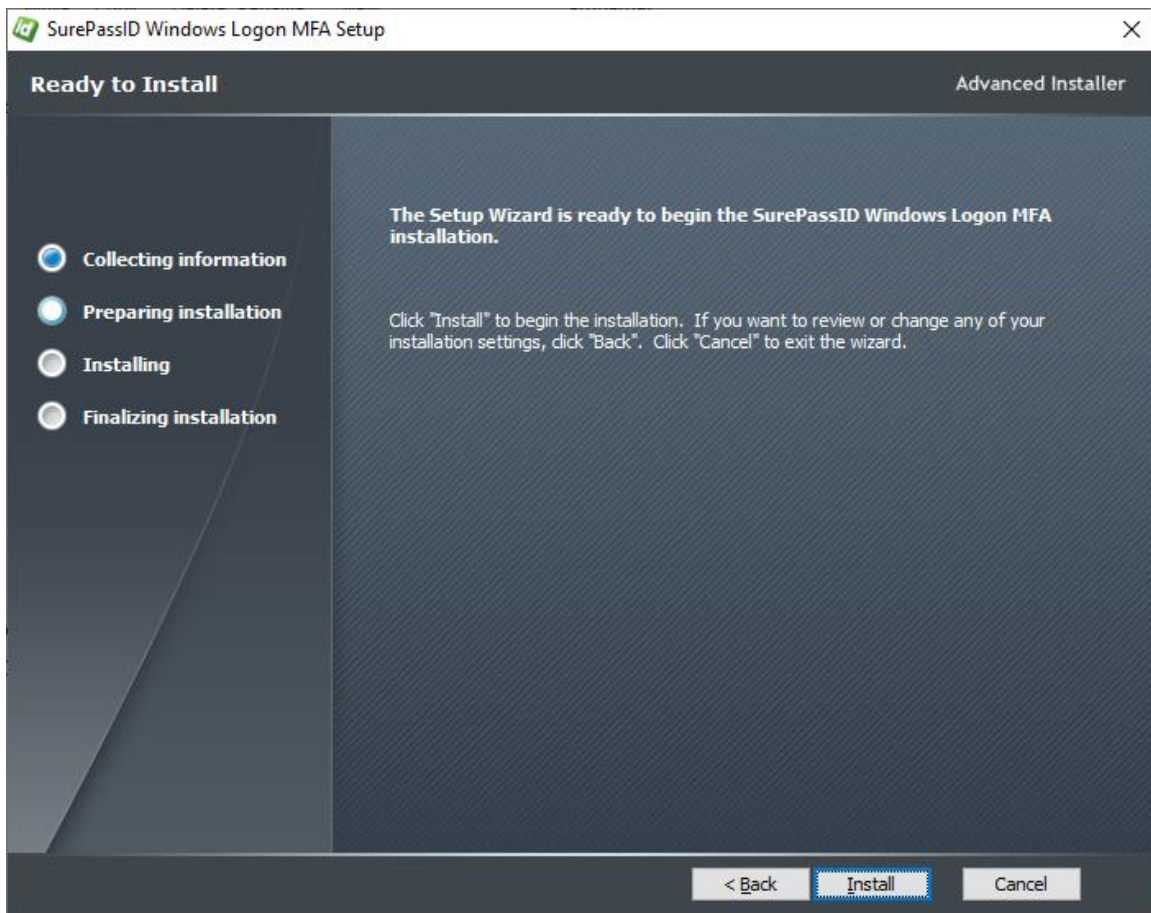 SurePassID Windows Logon MFA Setup
Ready to Install
Advanced Installer
Collecting information
Preparing installation
Installing
Finalizing installation
The Setup Wizard is ready to begin the SurePassID Windows Logon MFA
installation.
Click "Install" to begin the installation. If you want to review or change any of your
installation settings, click "Back". Click "Cancel" to exit the wizard.
< Back
Install
Cancel